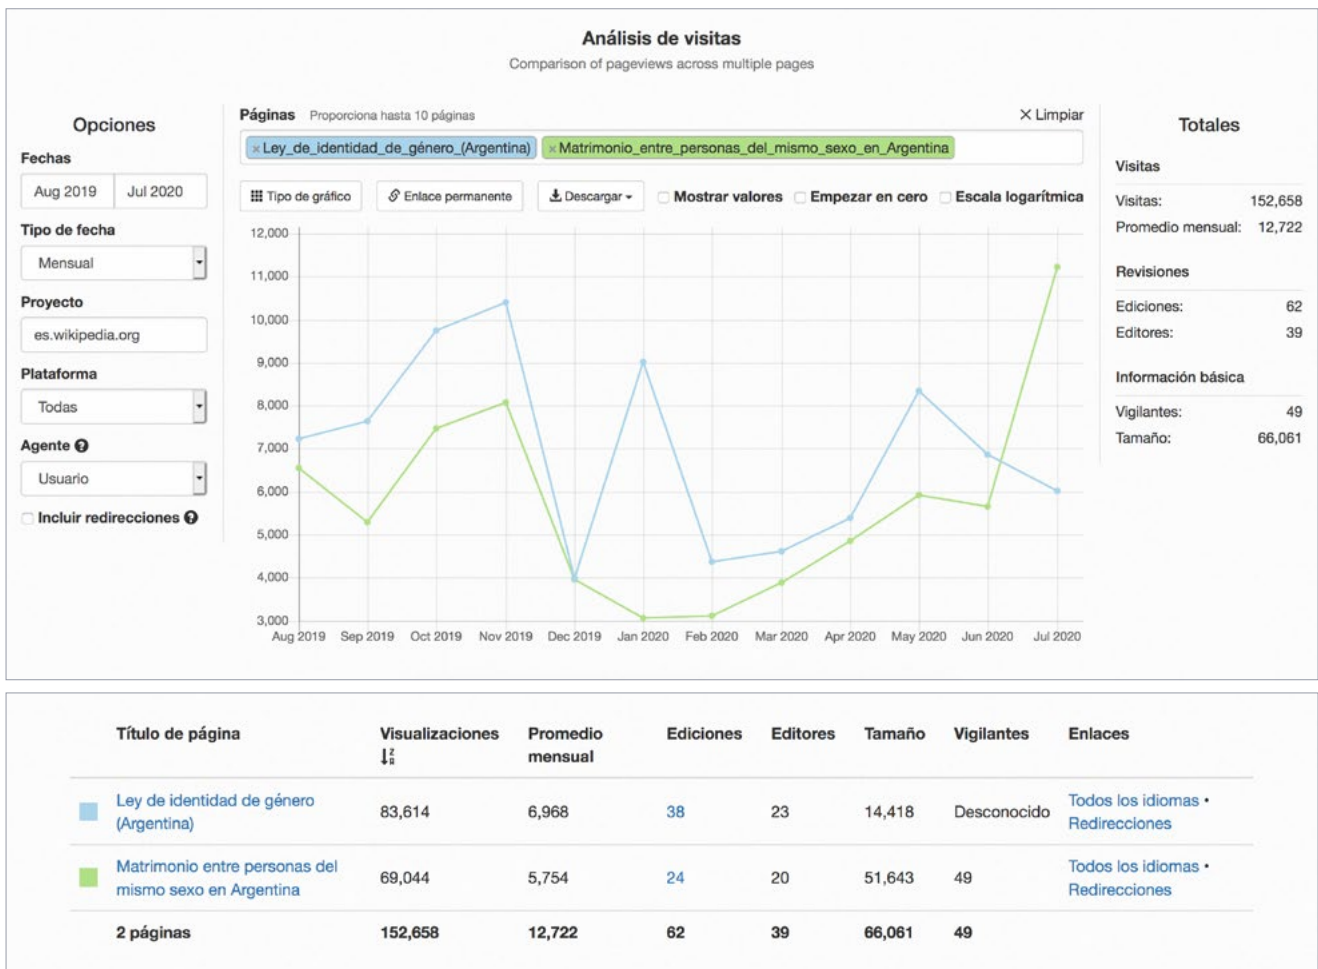 Análisis de visitas
Comparison of pageviews across multiple pages
Opciones
Fechas
Aug 2019 Jul 2020
Tipo de fecha
Mensual
Proyecto
es.wikipedia.org
Plataforma
Todas
Agente
Usuario
Incluir redirecciones
Páginas Proporciona hasta 10 páginas × Limpiar
× Ley_de_identidad_de_género_(Argentina) × Matrimonio_entre_personas_del_mismo_sexo_en_Argentina
Tipo de gráfico Enlace permanente Descargar Mostrar valores Empezar en cero Escala logarítmica
12,000
11,000
10,000
9,000
8,000
7,000
6,000
5,000
4,000
3,000
Aug 2019 Sep 2019 Oct 2019 Nov 2019 Dec 2019 Jan 2020 Feb 2020 Mar 2020 Apr 2020 May 2020 Jun 2020 Jul 2020
Totales
Visitas
Visitas: 152,658
Promedio mensual: 12,722
Revisiones
Ediciones: 62
Editores: 39
Información básica
Vigilantes: 49
Tamaño: 66,061
Título de página Visualizaciones Promedio mensual Ediciones Editores Tamaño Vigilantes Enlaces
Ley de identidad de género (Argentina) 83,614 6,968 38 23 14,418 Desconocido Todos los idiomas • Redirecciones
Matrimonio entre personas del mismo sexo en Argentina 69,044 5,754 24 20 51,643 49 Todos los idiomas • Redirecciones
2 páginas 152,658 12,722 62 39 66,061 49